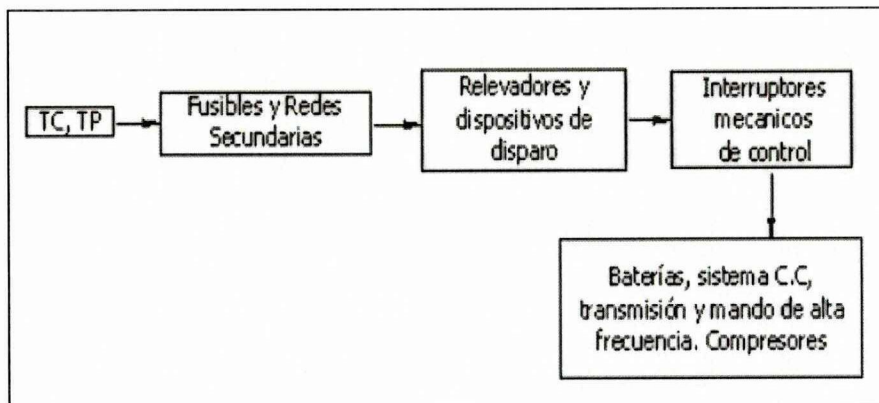 TC, TP
Fusibles y Redes
Secundarias
Relevadores y
dispositivos de
disparo
Interruptores
mecanicos
de control
Baterías, sistema C.C,
transmisión y mando de alta
frecuencia. Compresores